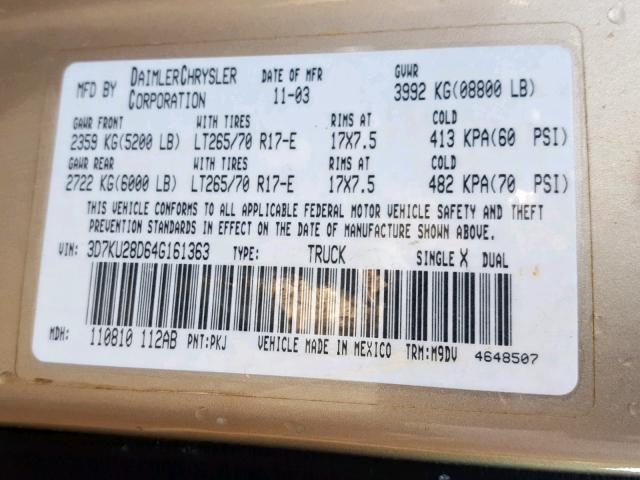 MFD BY DAIMLERCHRYSLER CORPORATION DATE OF MFR 11-03 GVWR 3992 KG(08800 LB)
GAWR FRONT WITH TIRES RIMS AT COLD
2359 KG(5200 LB) LT265/70 R17-E 17X7.5 413 KPA(60 PSI)
GAWR REAR WITH TIRES RIMS AT COLD
2722 KG(6000 LB) LT265/70 R17-E 17X7.5 482 KPA(70 PSI)
THIS VEHICLE CONFORMS TO ALL APPLICABLE FEDERAL MOTOR VEHICLE SAFETY AND THEFT
PREVENTION STANDARDS IN EFFECT ON THE DATE OF MANUFACTURE SHOWN ABOVE.
VIN: 3D7KU28D64G161363 TYPE: TRUCK SINGLE X DUAL
MDH: 110810 112AB PNT:PKJ VEHICLE MADE IN MEXICO TRM:M9DV 4648507